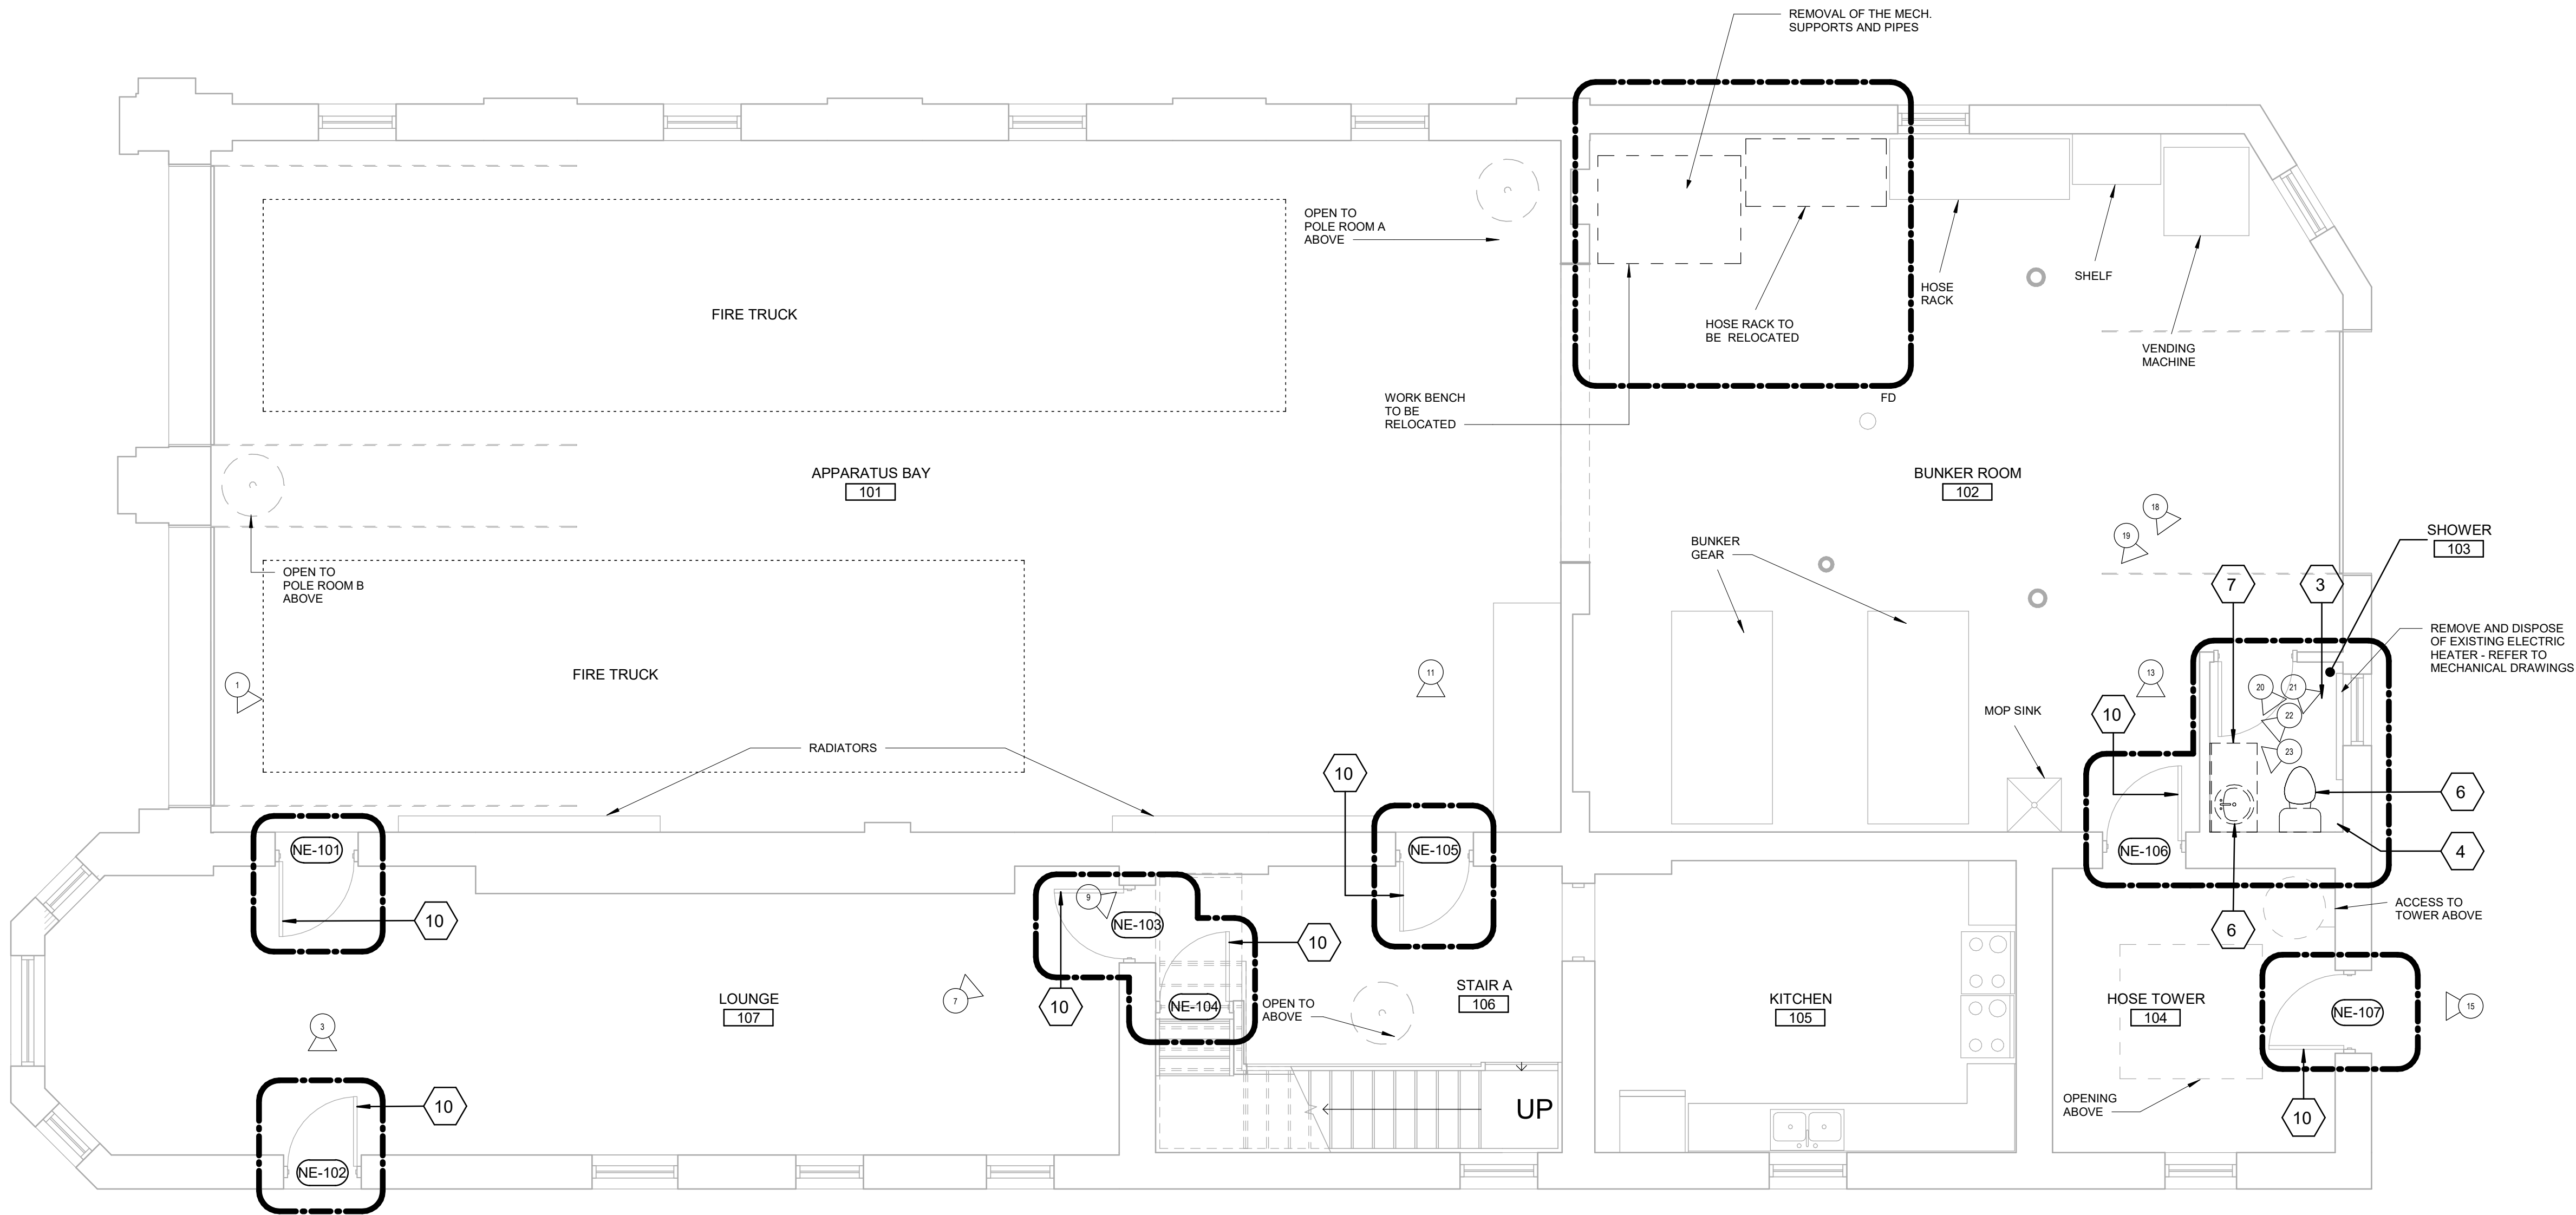 REMOVAL OF THE MECH.
SUPPORTS AND PIPES
OPEN TO
POLE ROOM A
ABOVE
FIRE TRUCK
HOSE RACK TO
BE RELOCATED
HOSE
RACK
SHELF
VENDING
MACHINE
WORK BENCH
TO BE
RELOCATED
FD
APPARATUS BAY
101
BUNKER ROOM
102
18
19
SHOWER
103
BUNKER
GEAR
OPEN TO
POLE ROOM B
ABOVE
7
3
REMOVE AND DISPOSE
OF EXISTING ELECTRIC
HEATER - REFER TO
MECHANICAL DRAWINGS
FIRE TRUCK
1
11
13
20
21
22
23
MOP SINK
10
RADIATORS
10
6
4
NE-101
NE-105
NE-106
10
9
NE-103
10
6
ACCESS TO
TOWER ABOVE
LOUNGE
107
7
10
NE-104
OPEN TO
ABOVE
STAIR A
106
KITCHEN
105
HOSE TOWER
104
NE-107
15
3
10
UP
OPENING
ABOVE
10
NE-102